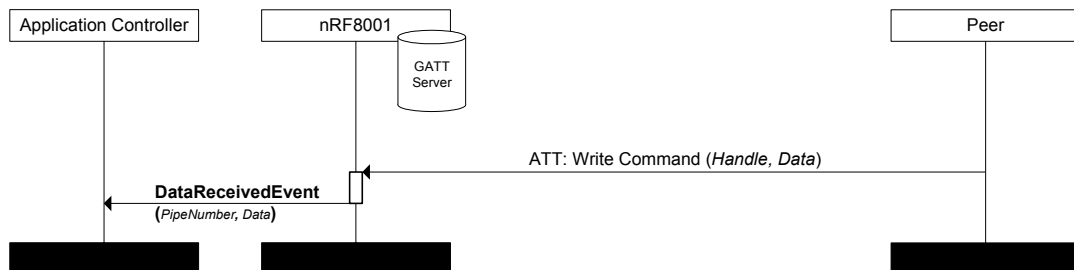 Application Controller
nRF8001
Peer
GATT
Server
ATT: Write Command (Handle, Data)
DataReceivedEvent
(PipeNumber, Data)